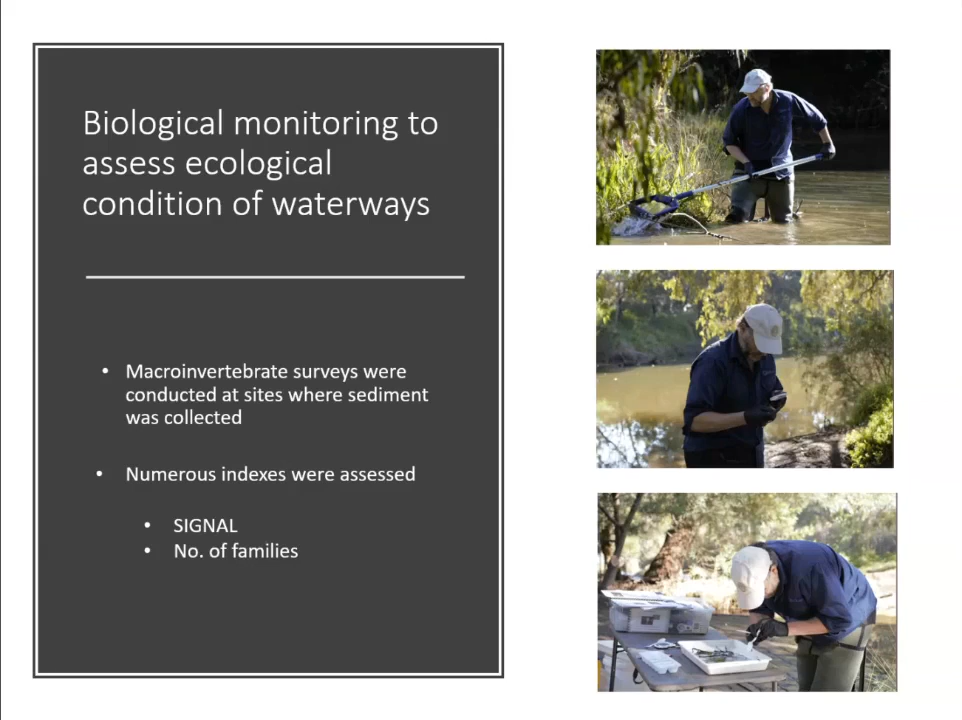 Biological monitoring to
assess ecological
condition of waterways
• Macroinvertebrate surveys were
conducted at sites where sediment
was collected
• Numerous indexes were assessed
• SIGNAL
• No. of families